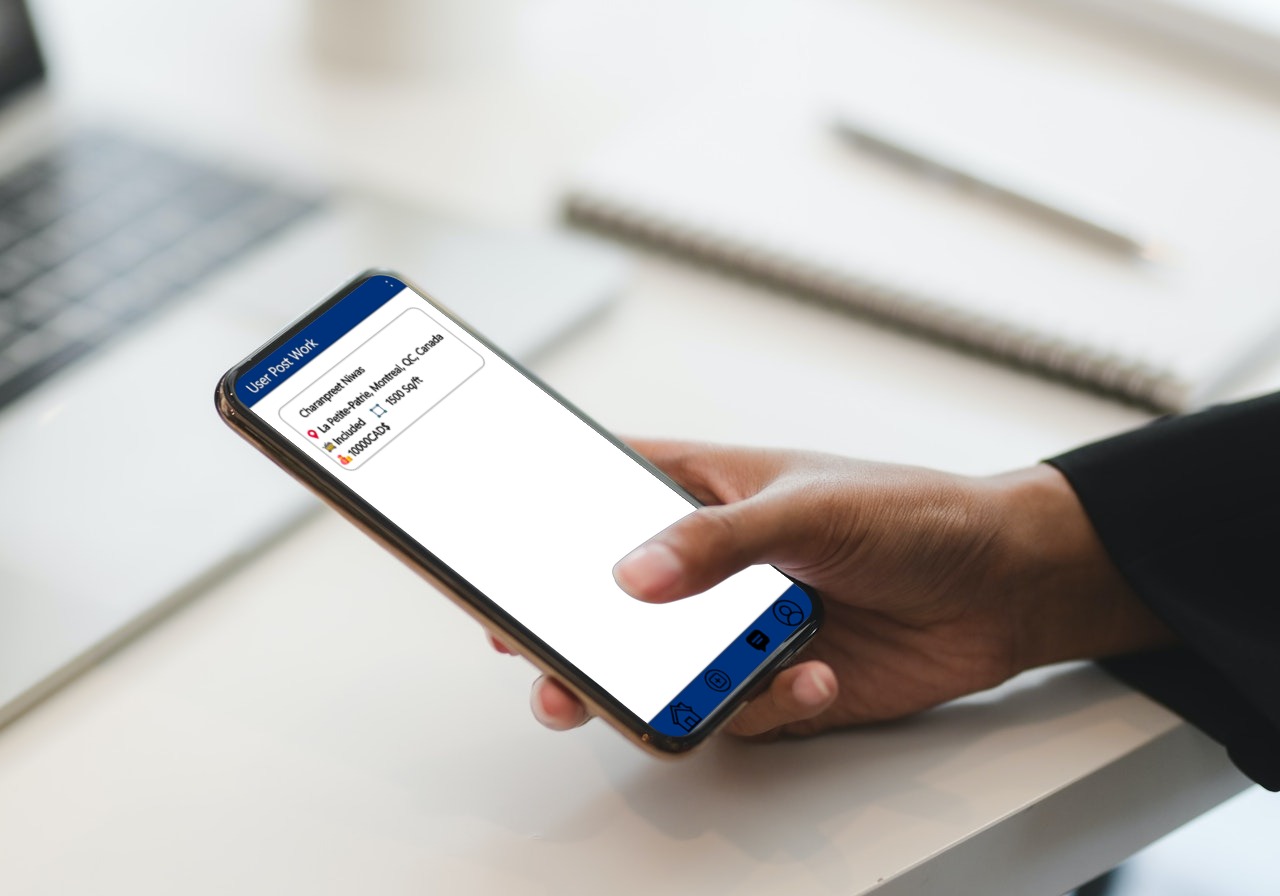 User Post Work
Charanpreet Niwas
La Petite-Patrie, Montreal, QC, Canada
Included 1500 Sq/ft
10000CAD$